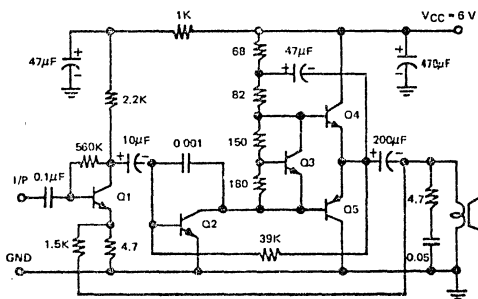 1K
VCC = 6 V
68
47µF
47µF
470µF
82
2.2K
Q4
200µF
560K
10µF
0.001
150
Q3
I/P
0.1µF
180
Q1
Q5
4.7
Q2
1.5K
4.7
39K
0.05
GND